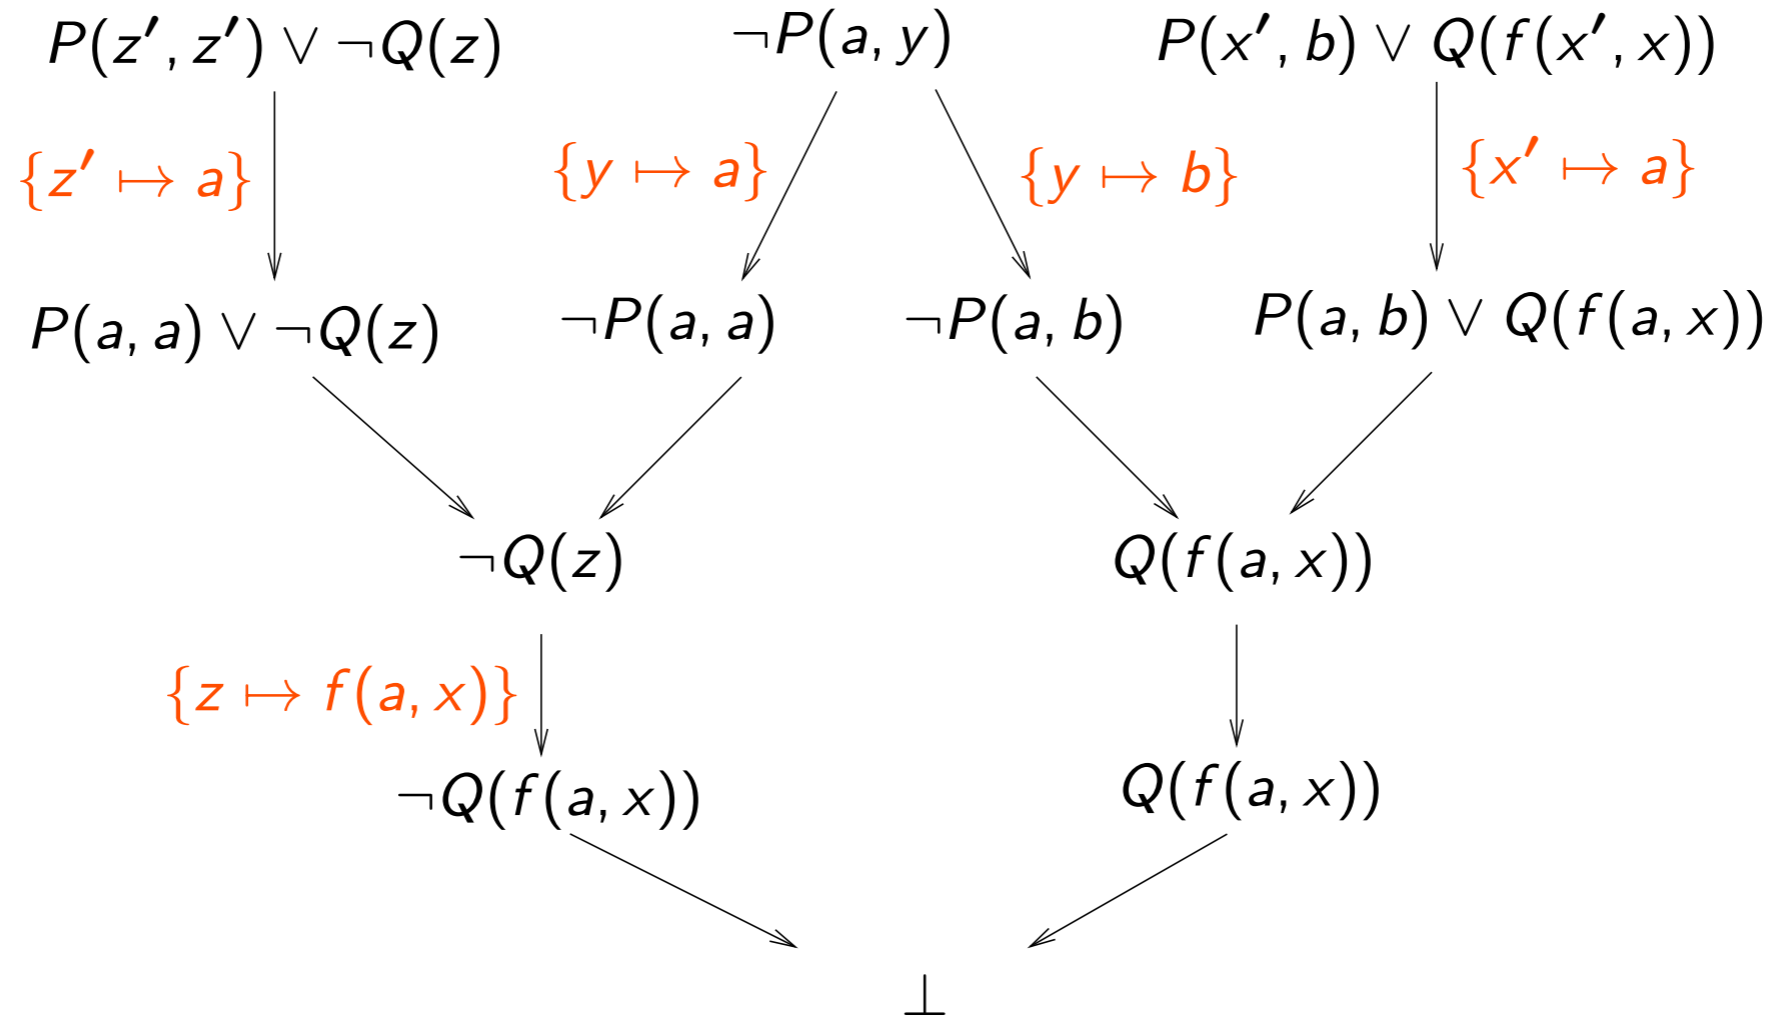 P(z′, z′) ∨ ¬Q(z) ¬P(a, y) P(x′, b) ∨ Q(f(x′, x))
{z′ ↦ a} {y ↦ a} {y ↦ b} {x′ ↦ a}
P(a, a) ∨ ¬Q(z) ¬P(a, a) ¬P(a, b) P(a, b) ∨ Q(f(a, x))
¬Q(z) Q(f(a, x))
{z ↦ f(a, x)}
¬Q(f(a, x)) Q(f(a, x))
⊥